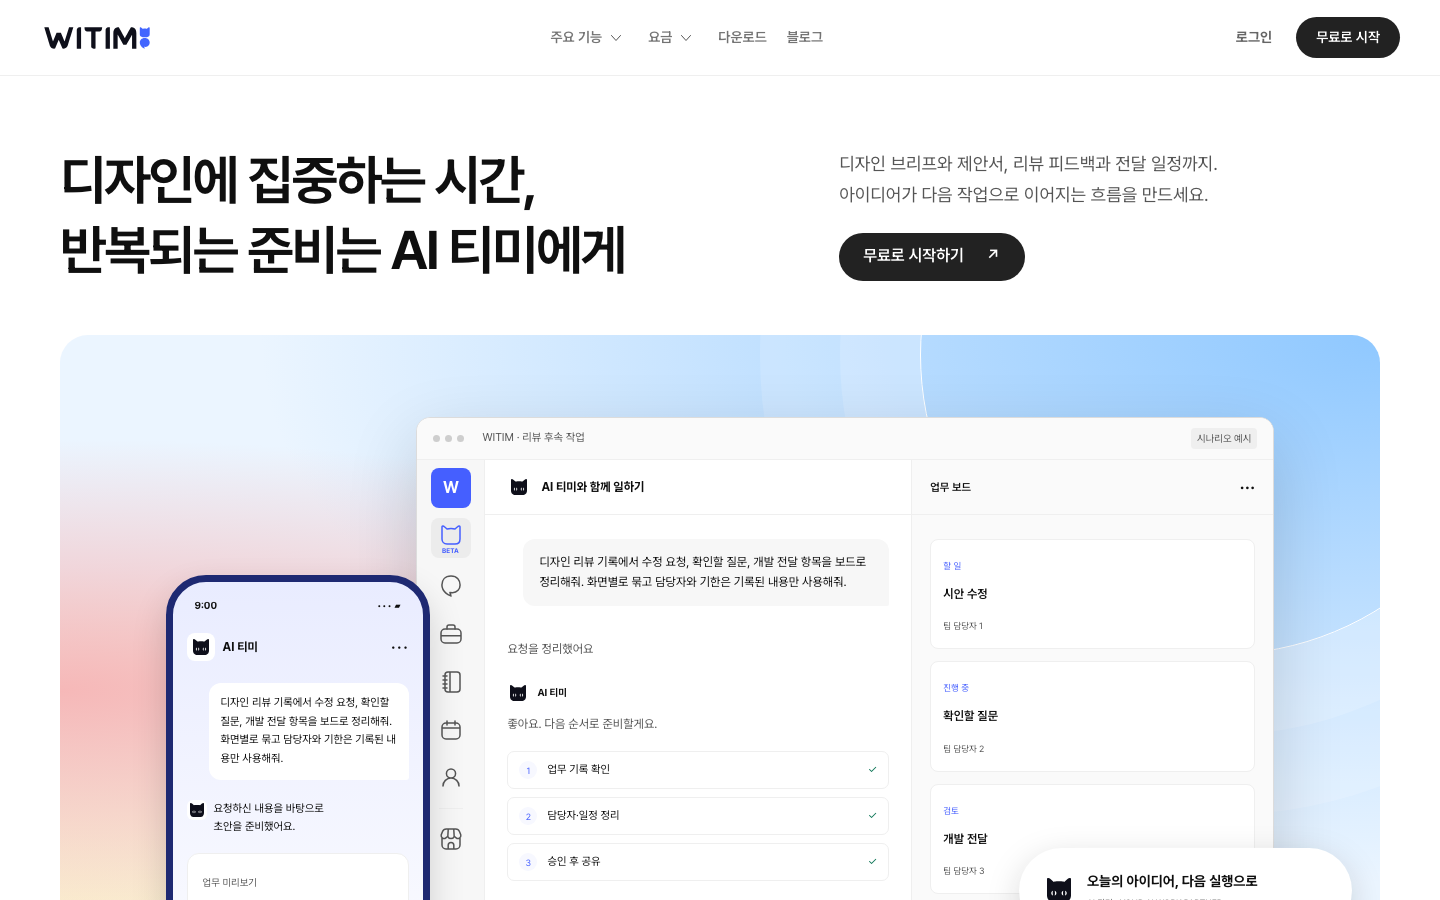 WITIM
주요 기능
요금
다운로드
블로그
로그인
무료로 시작
디자인에 집중하는 시간,
반복되는 준비는 AI 티미에게
디자인 브리프와 제안서, 리뷰 피드백과 전달 일정까지.
아이디어가 다음 작업으로 이어지는 흐름을 만드세요.
무료로 시작하기
WITIM · 리뷰 후속 작업
시나리오 예시
W
BETA
AI 티미와 함께 일하기
디자인 리뷰 기록에서 수정 요청, 확인할 질문, 개발 전달 항목을 보드로
정리해줘. 화면별로 묶고 담당자와 기한은 기록된 내용만 사용해줘.
요청을 정리했어요
AI 티미
좋아요. 다음 순서로 준비할게요.
1 업무 기록 확인
2 담당자·일정 정리
3 승인 후 공유
업무 보드
할 일
시안 수정
팀 담당자 1
진행 중
확인할 질문
팀 담당자 2
검토
개발 전달
팀 담당자 3
9:00
AI 티미
디자인 리뷰 기록에서 수정 요청, 확인할
질문, 개발 전달 항목을 보드로 정리해줘.
화면별로 묶고 담당자와 기한은 기록된 내
용만 사용해줘.
요청하신 내용을 바탕으로
초안을 준비했어요.
업무 미리보기
오늘의 아이디어, 다음 실행으로